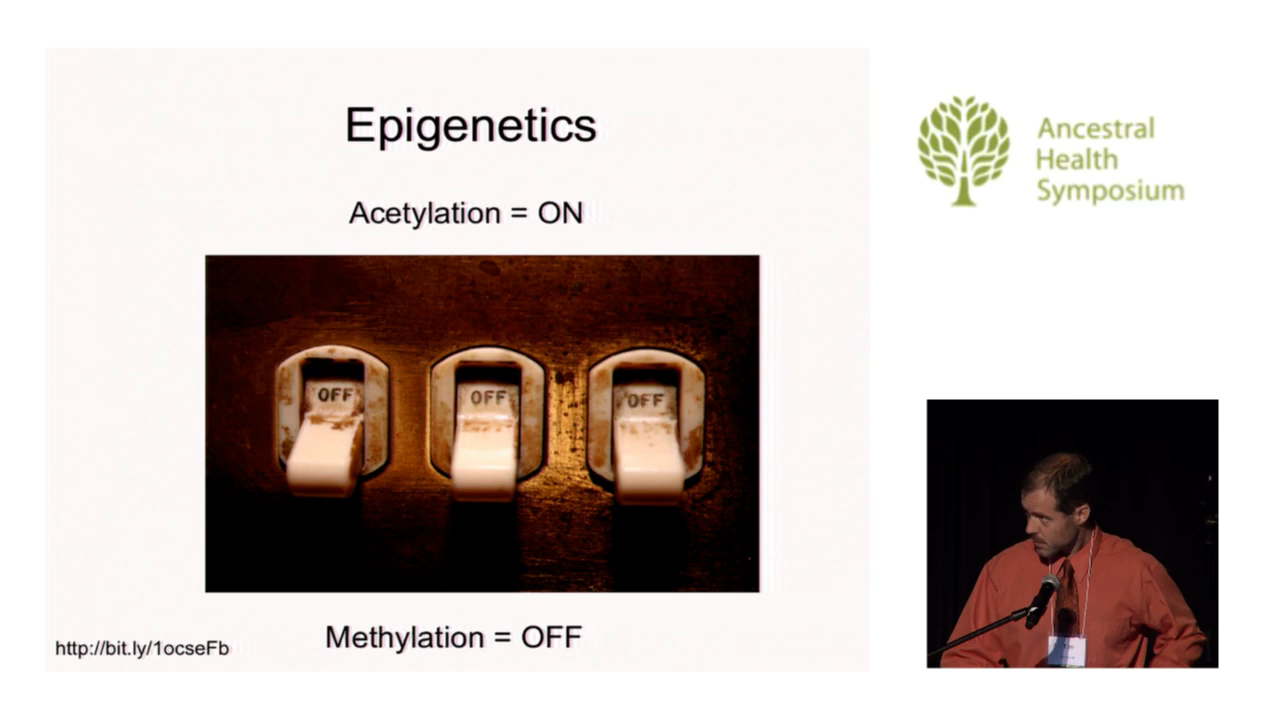 Epigenetics
Acetylation = ON
OFF
OFF
OFF
Methylation = OFF
http://bit.ly/1ocseFb
Ancestral
Health
Symposium